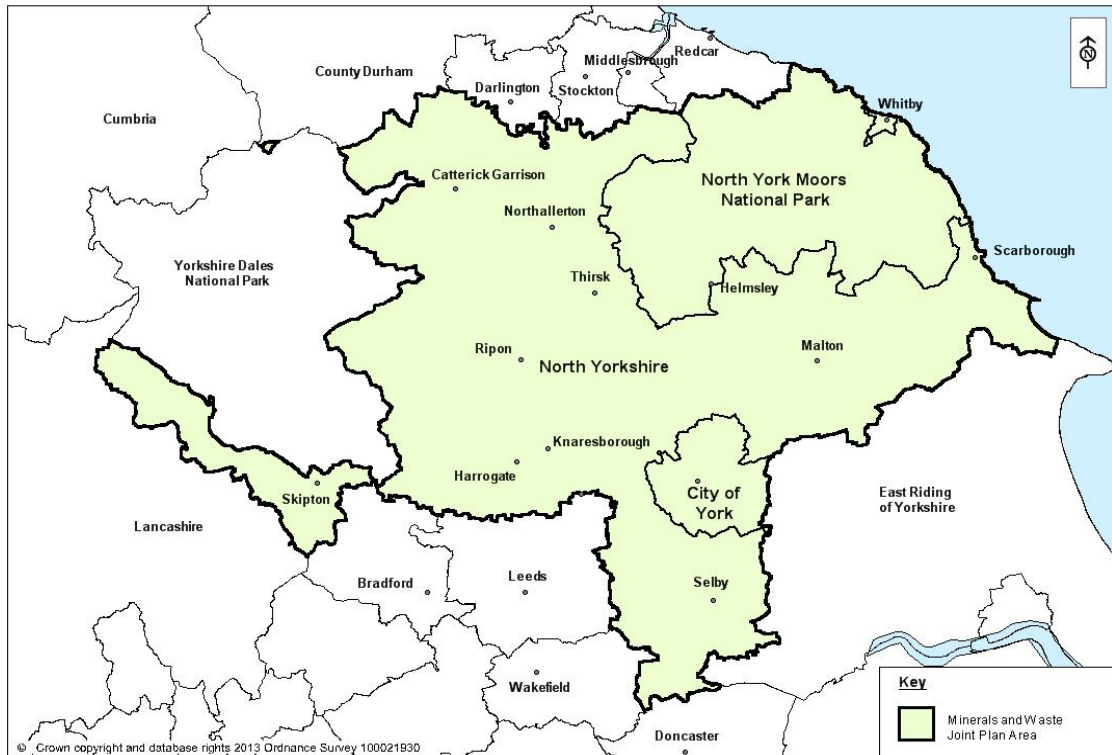 Redcar
N
Middlesbrough
County Durham
Darlington
Stockton
Whitby
Cumbria
Catterick Garrison
North York Moors
National Park
Northallerton
Scarborough
Yorkshire Dales
National Park
Thirsk
Helmsley
Ripon
North Yorkshire
Malton
Knaresborough
Harrogate
Skipton
City of
York
East Riding
of Yorkshire
Lancashire
Bradford
Leeds
Selby
Wakefield
Doncaster
Key
Minerals and Waste
Joint Plan Area
© Crown copyright and database rights 2013 Ordnance Survey 100021930